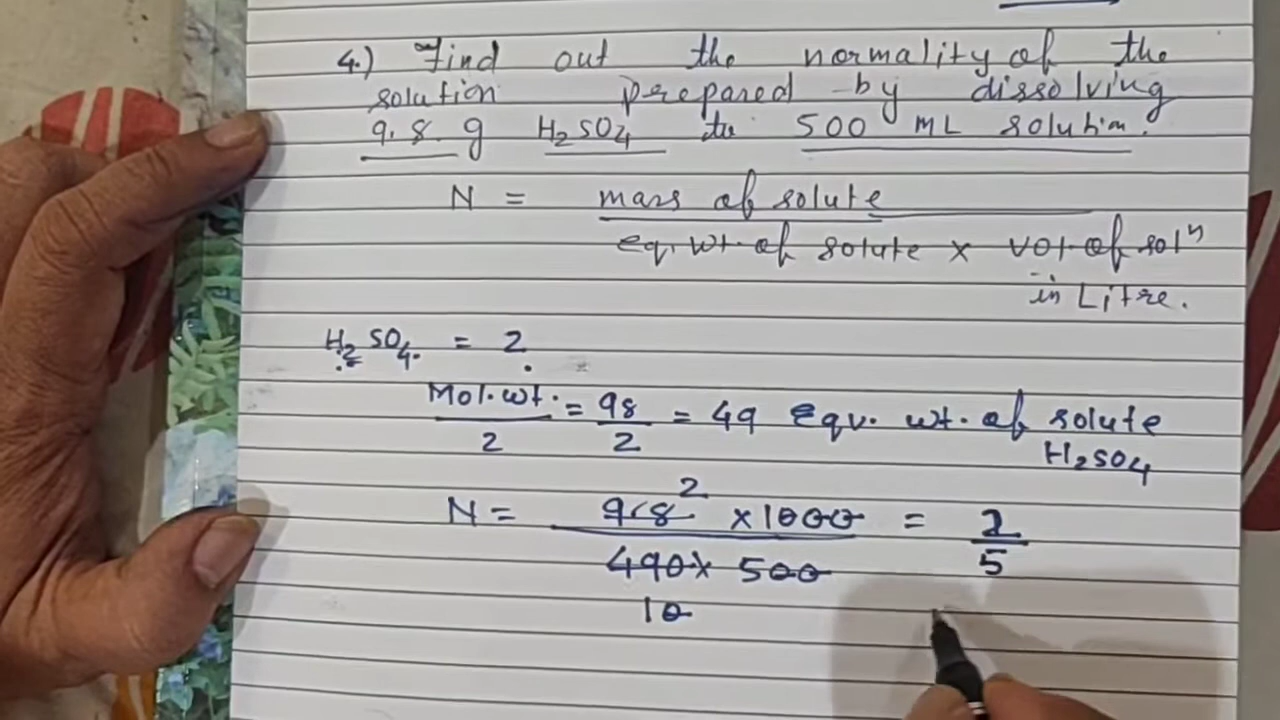 4.) Find out the normality of the
solution prepared by dissolving
9.8 g H2SO4 to 500 ML solution.
N = mass of solute
eq. wt. of solute x vol. of solⁿ
in Litre.
H2SO4. = 2.
Mol. wt. / 2 = 98 / 2 = 49 Eqv. wt. of solute
H2SO4
N = 9.8 2 x 1000 = 2 / 5
490 x 500
10